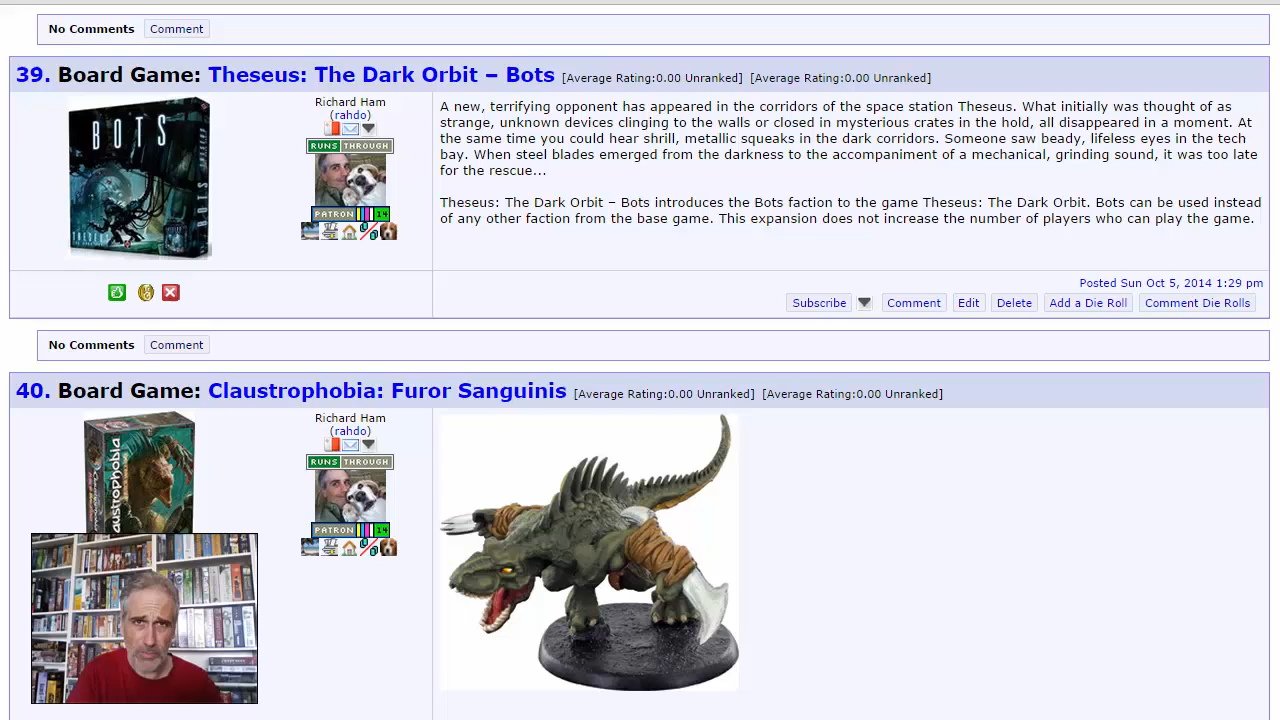 No Comments Comment
39. Board Game: Theseus: The Dark Orbit – Bots [Average Rating:0.00 Unranked] [Average Rating:0.00 Unranked]
BOTS
BOTS
Richard Ham
(rahdo)
RUNS THROUGH
PATRON 14
A new, terrifying opponent has appeared in the corridors of the space station Theseus. What initially was thought of as
strange, unknown devices clinging to the walls or closed in mysterious crates in the hold, all disappeared in a moment. At
the same time you could hear shrill, metallic squeaks in the dark corridors. Someone saw beady, lifeless eyes in the tech
bay. When steel blades emerged from the darkness to the accompaniment of a mechanical, grinding sound, it was too late
for the rescue...
Theseus: The Dark Orbit – Bots introduces the Bots faction to the game Theseus: The Dark Orbit. Bots can be used instead
of any other faction from the base game. This expansion does not increase the number of players who can play the game.
Posted Sun Oct 5, 2014 1:29 pm
Subscribe Comment Edit Delete Add a Die Roll Comment Die Rolls
No Comments Comment
40. Board Game: Claustrophobia: Furor Sanguinis [Average Rating:0.00 Unranked] [Average Rating:0.00 Unranked]
Richard Ham
(rahdo)
RUNS THROUGH
PATRON 14